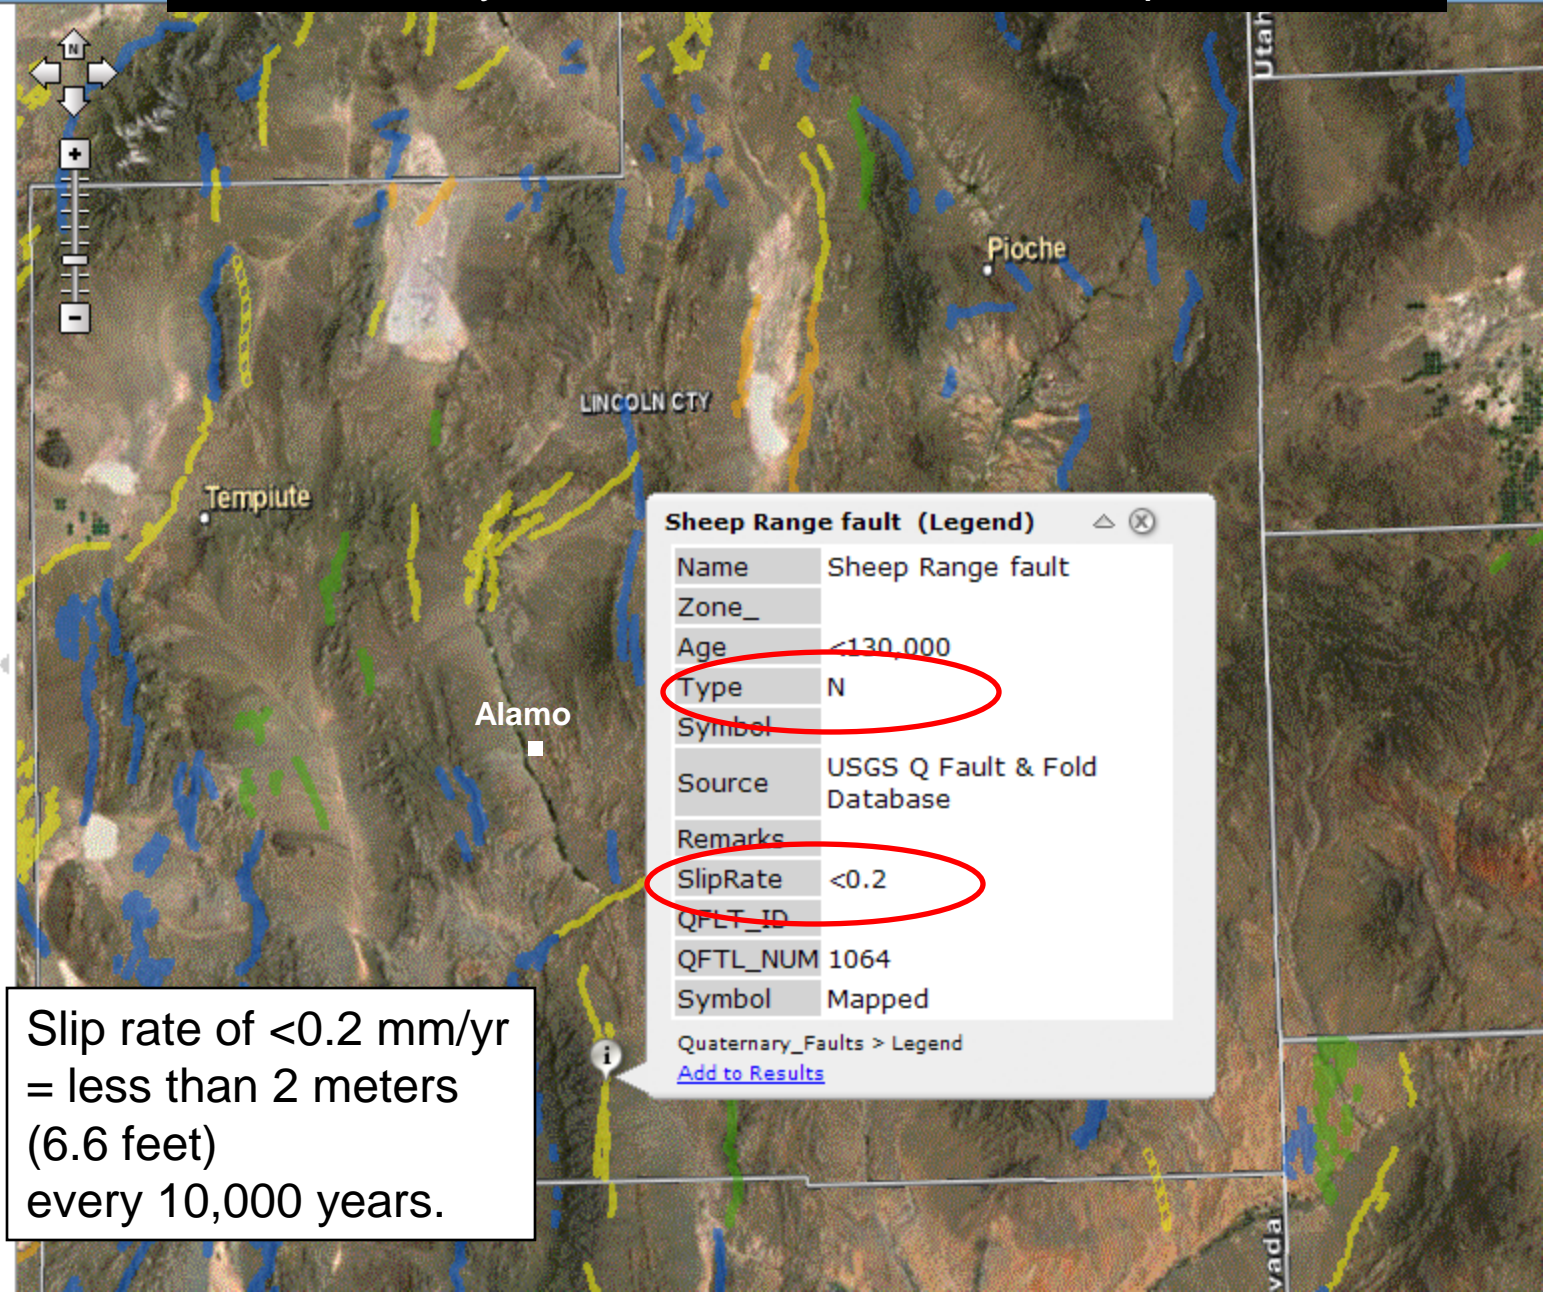 Utah
N
+
-
Pioche
LINCOLN CTY
Tempiute
Alamo
Sheep Range fault (Legend)
Name Sheep Range fault
Zone_
Age <130,000
Type N
Symbol
Source USGS Q Fault & Fold
Database
Remarks
SlipRate <0.2
QFLT_ID
QFTL_NUM 1064
Symbol Mapped
Quaternary_Faults > Legend
Add to Results
i
Slip rate of <0.2 mm/yr
= less than 2 meters
(6.6 feet)
every 10,000 years.
vada